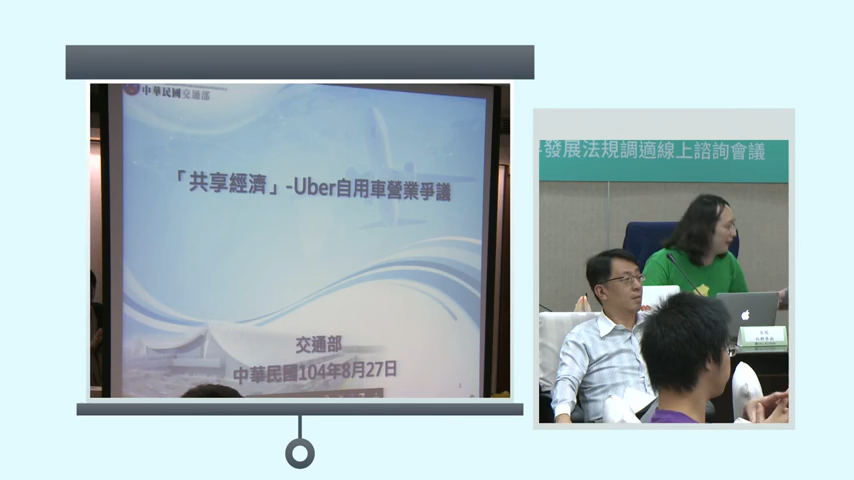 中華民國交通部
「共享經濟」-Uber自用車營業爭議
交通部
中華民國104年8月27日
發展法規調適線上諮詢會議